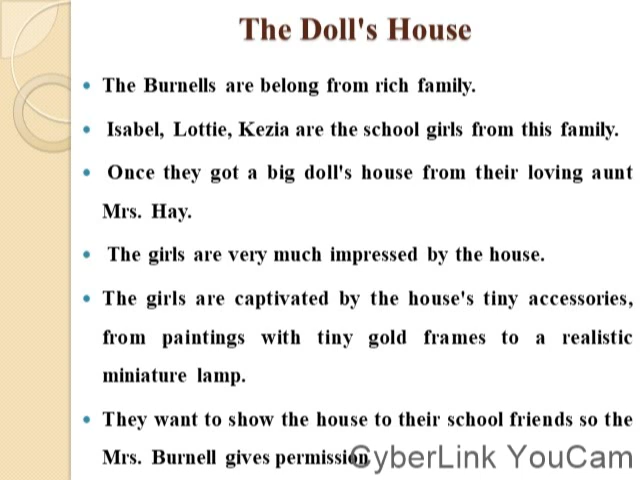 The Doll's House
The Burnells are belong from rich family.
Isabel, Lottie, Kezia are the school girls from this family.
Once they got a big doll's house from their loving aunt
Mrs. Hay.
The girls are very much impressed by the house.
The girls are captivated by the house's tiny accessories,
from paintings with tiny gold frames to a realistic
miniature lamp.
They want to show the house to their school friends so the
Mrs. Burnell gives permission
CyberLink YouCam